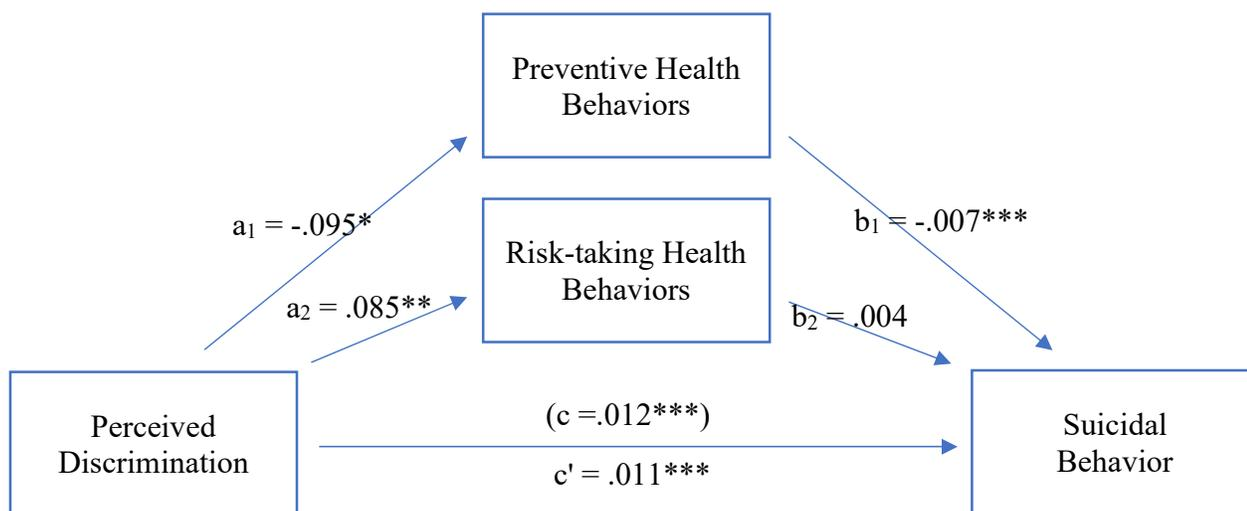 Preventive Health
Behaviors
a₁ = -.095*
b₁ = -.007***
Risk-taking Health
Behaviors
a₂ = .085**
b₂ = .004
Perceived
Discrimination
(c =.012***)
c' = .011***
Suicidal
Behavior